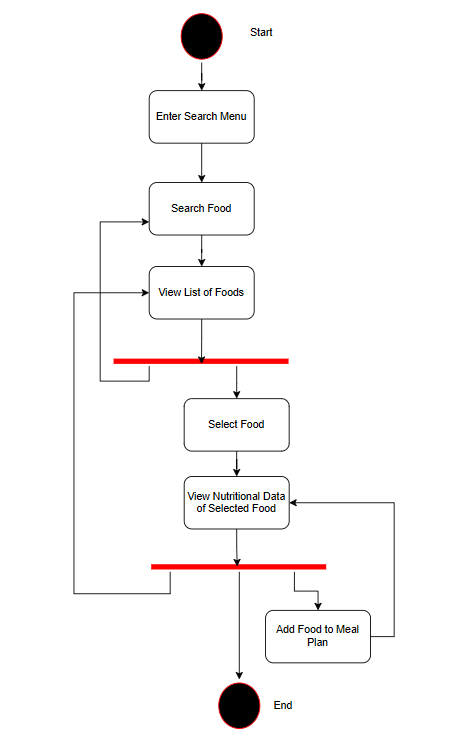 Start
Enter Search Menu
Search Food
View List of Foods
Select Food
View Nutritional Data
of Selected Food
Add Food to Meal
Plan
End